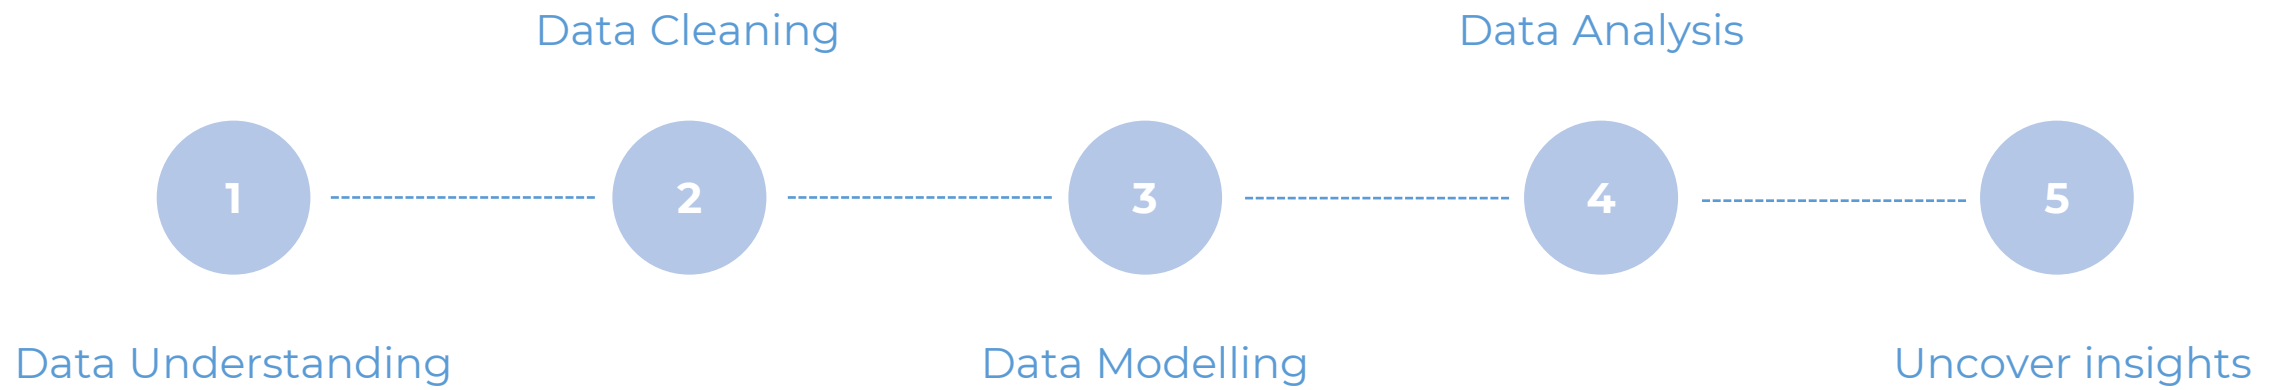 Data Cleaning
Data Analysis
1
2
3
4
5
Data Understanding
Data Modelling
Uncover insights